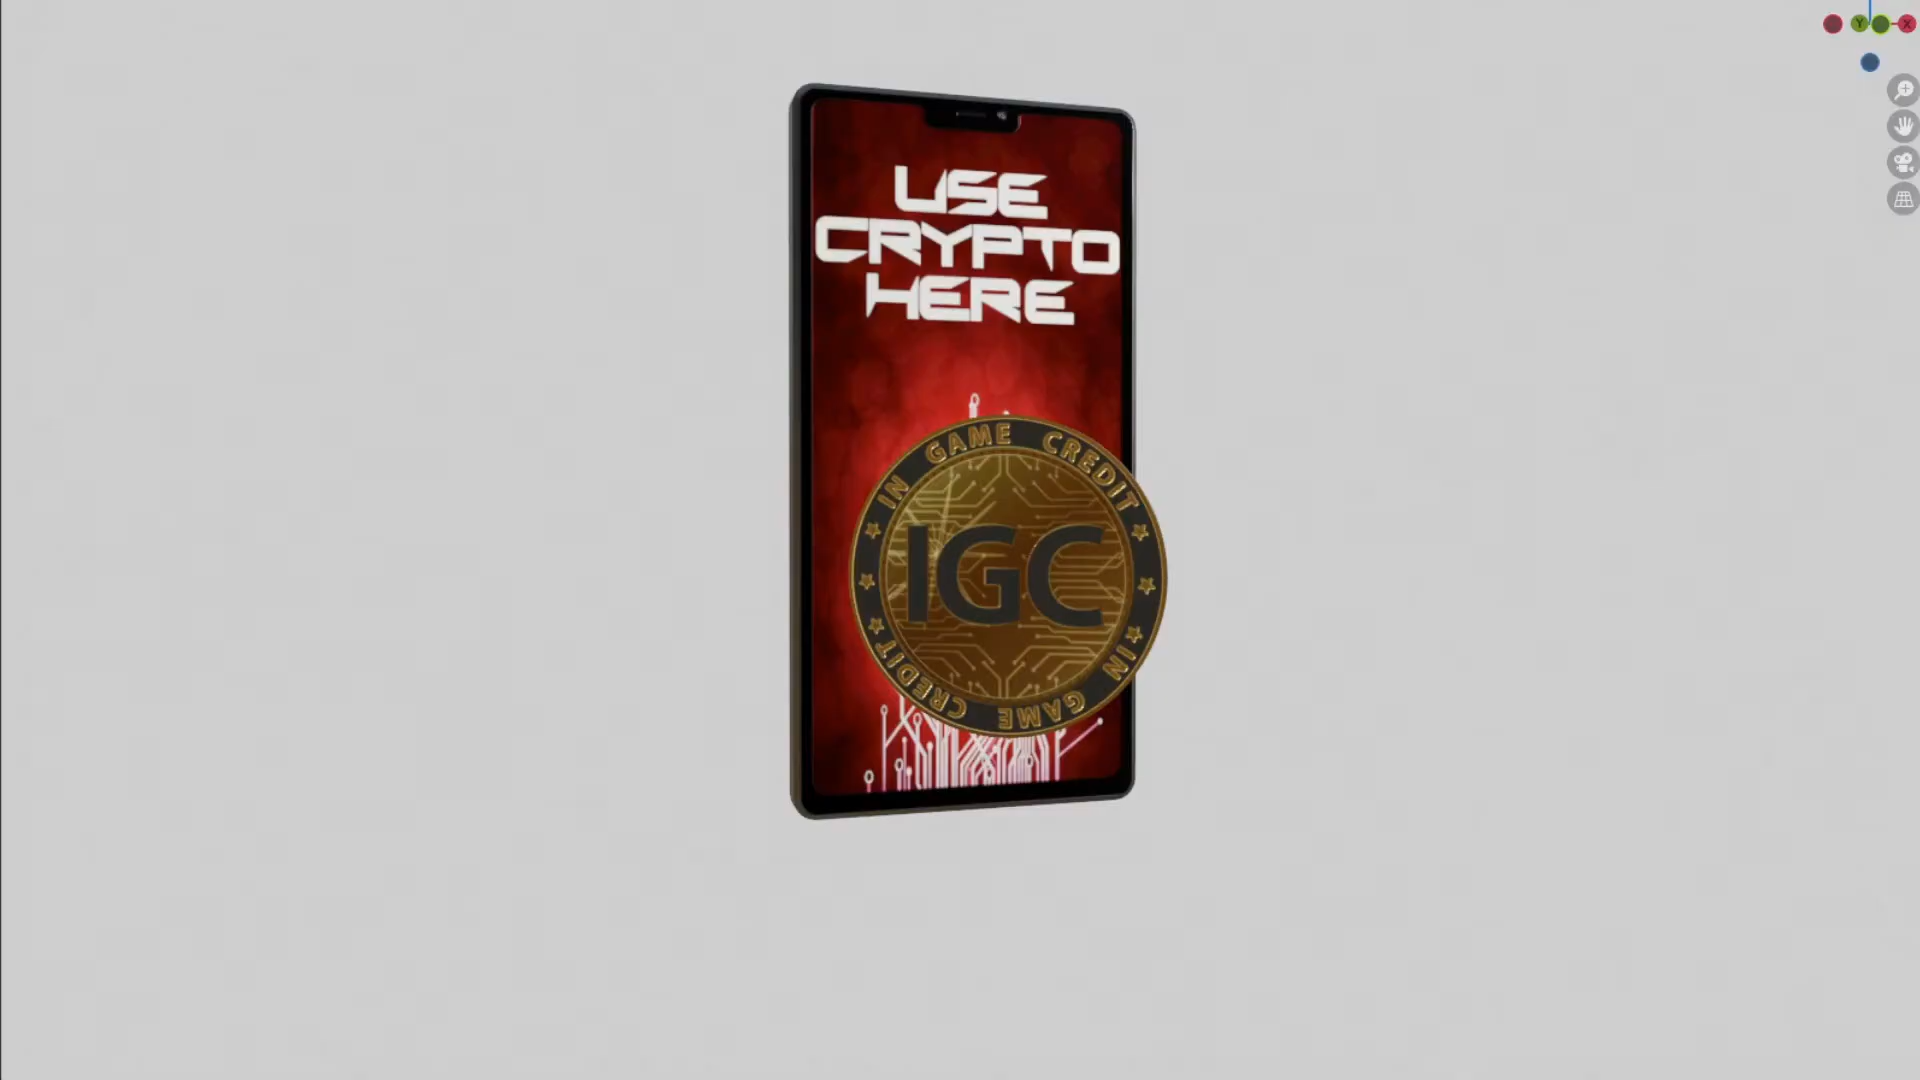 USE
CRYPTO
HERE
IN GAME CREDIT
IGC
IN GAME CREDIT
Y
X